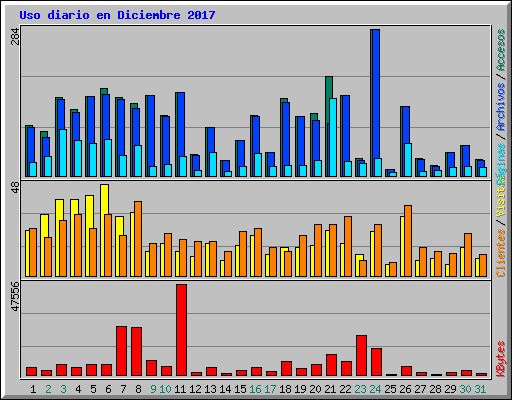 Uso diario en Diciembre 2017
284
48
47556
Clientes / Visitas
Páginas / Archivos / Accesos
KBytes
1 2 3 4 5 6 7 8 9 10 11 12 13 14 15 16 17 18 19 20 21 22 23 24 25 26 27 28 29 30 31